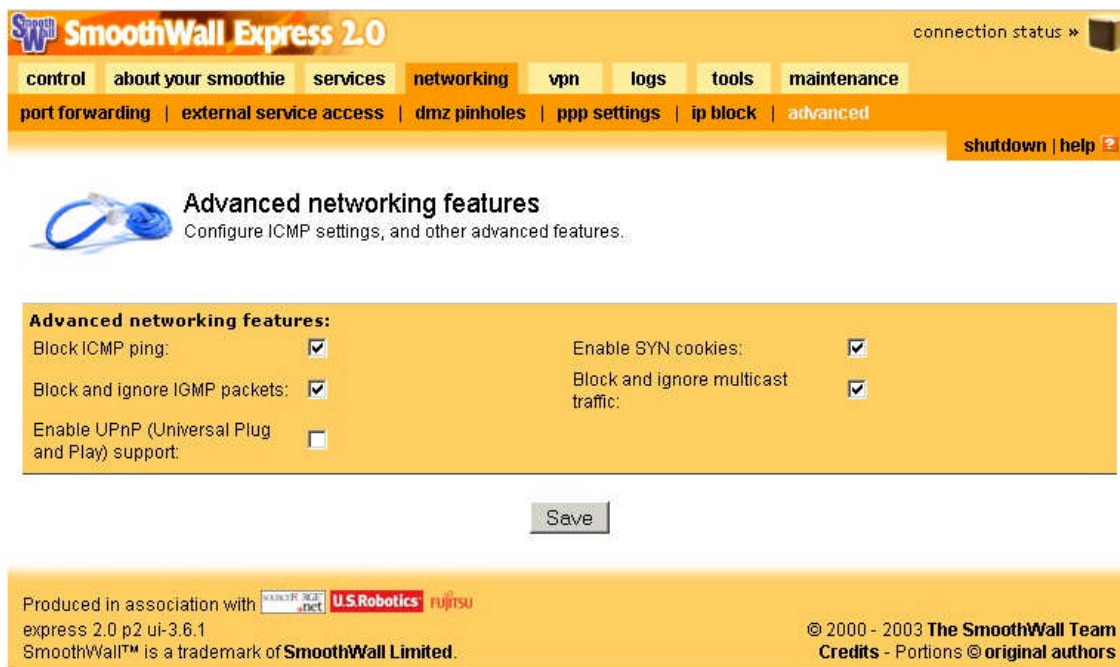 Smooth Wall SmoothWall Express 2.0
connection status »
control about your smoothie services networking vpn logs tools maintenance
port forwarding | external service access | dmz pinholes | ppp settings | ip block | advanced
shutdown | help ?
Advanced networking features
Configure ICMP settings, and other advanced features.
Advanced networking features:
Block ICMP ping:
Enable SYN cookies:
Block and ignore IGMP packets:
Block and ignore multicast
traffic:
Enable UPnP (Universal Plug
and Play) support:
Save
Produced in association with SOURCEFORGE .net U.S.Robotics FUJITSU
express 2.0 p2 ui-3.6.1
SmoothWall™ is a trademark of SmoothWall Limited.
© 2000 - 2003 The SmoothWall Team
Credits - Portions © original authors